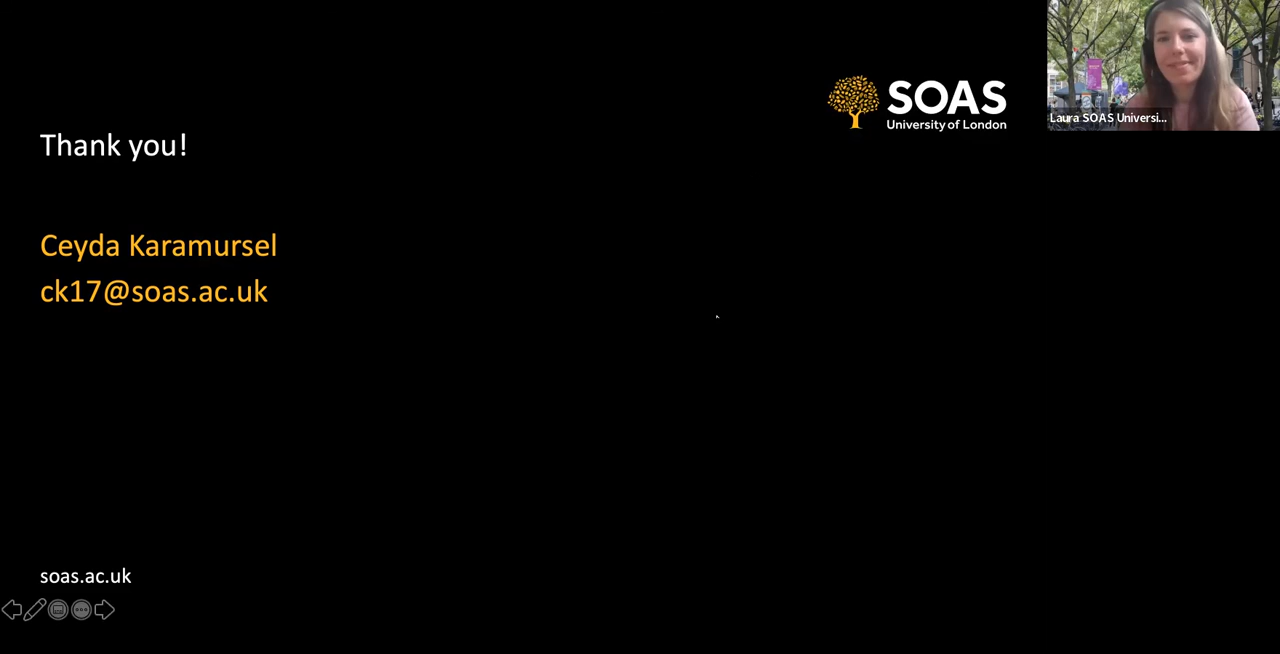 SOAS
University of London
Laura SOAS Universi...
Thank you!
Ceyda Karamursel
ck17@soas.ac.uk
soas.ac.uk